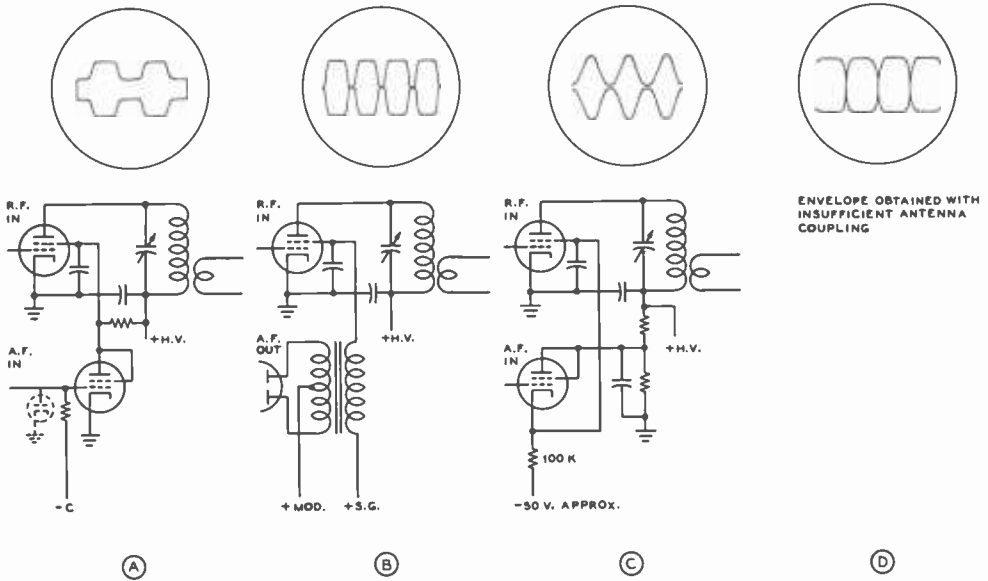 R.F.
IN
A.F.
IN
+H.V.
-C
A
R.F.
IN
A.F.
OUT
+H.V.
+MOD.
+S.G.
B
R.F.
IN
A.F.
IN
+H.V.
100 K
-50 V. APPROX.
C
ENVELOPE OBTAINED WITH
INSUFFICIENT ANTENNA
COUPLING
D